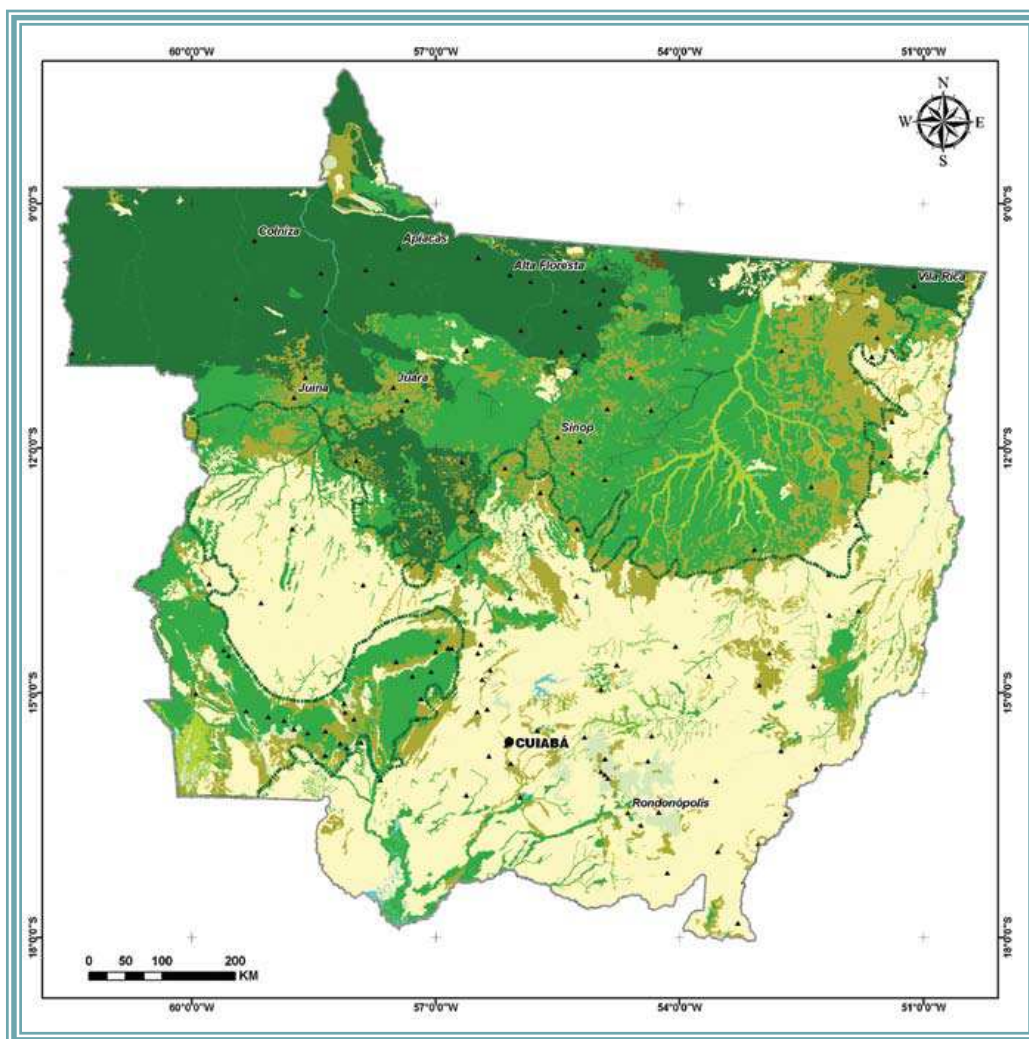 60°0'0"W 57°0'0"W 54°0'0"W 51°0'0"W
N
W E
S
9°0'0"S 9°0'0"S
Colniza
Apiacás
Alta Floresta
Vila Rica
Juína
Juara
Sinop
12°0'0"S 12°0'0"S
15°0'0"S 15°0'0"S
CUIABÁ
Rondonópolis
18°0'0"S 18°0'0"S
0 50 100 200
KM
60°0'0"W 57°0'0"W 54°0'0"W 51°0'0"W